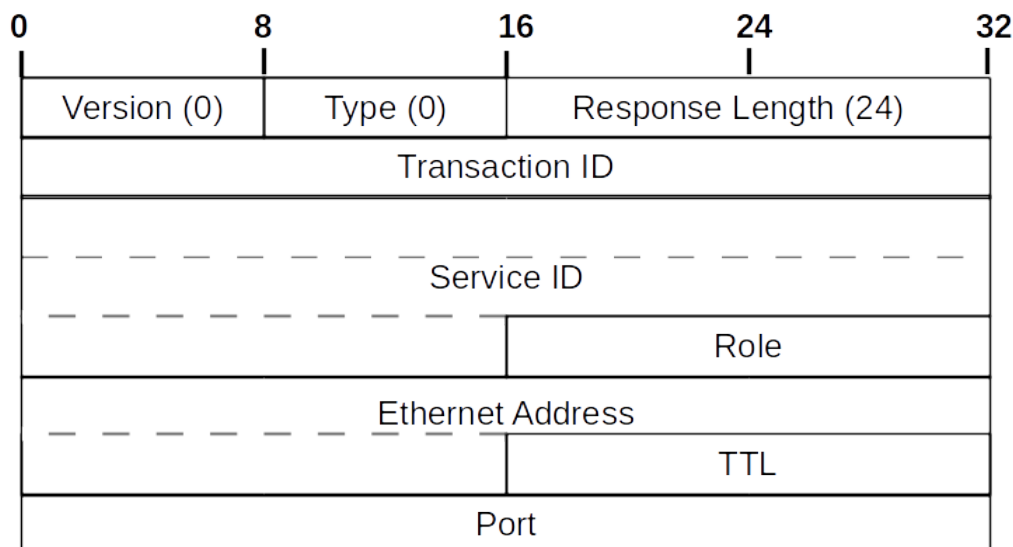 0 8 16 24 32
Version (0) Type (0) Response Length (24)
Transaction ID
Service ID
Role
Ethernet Address
TTL
Port